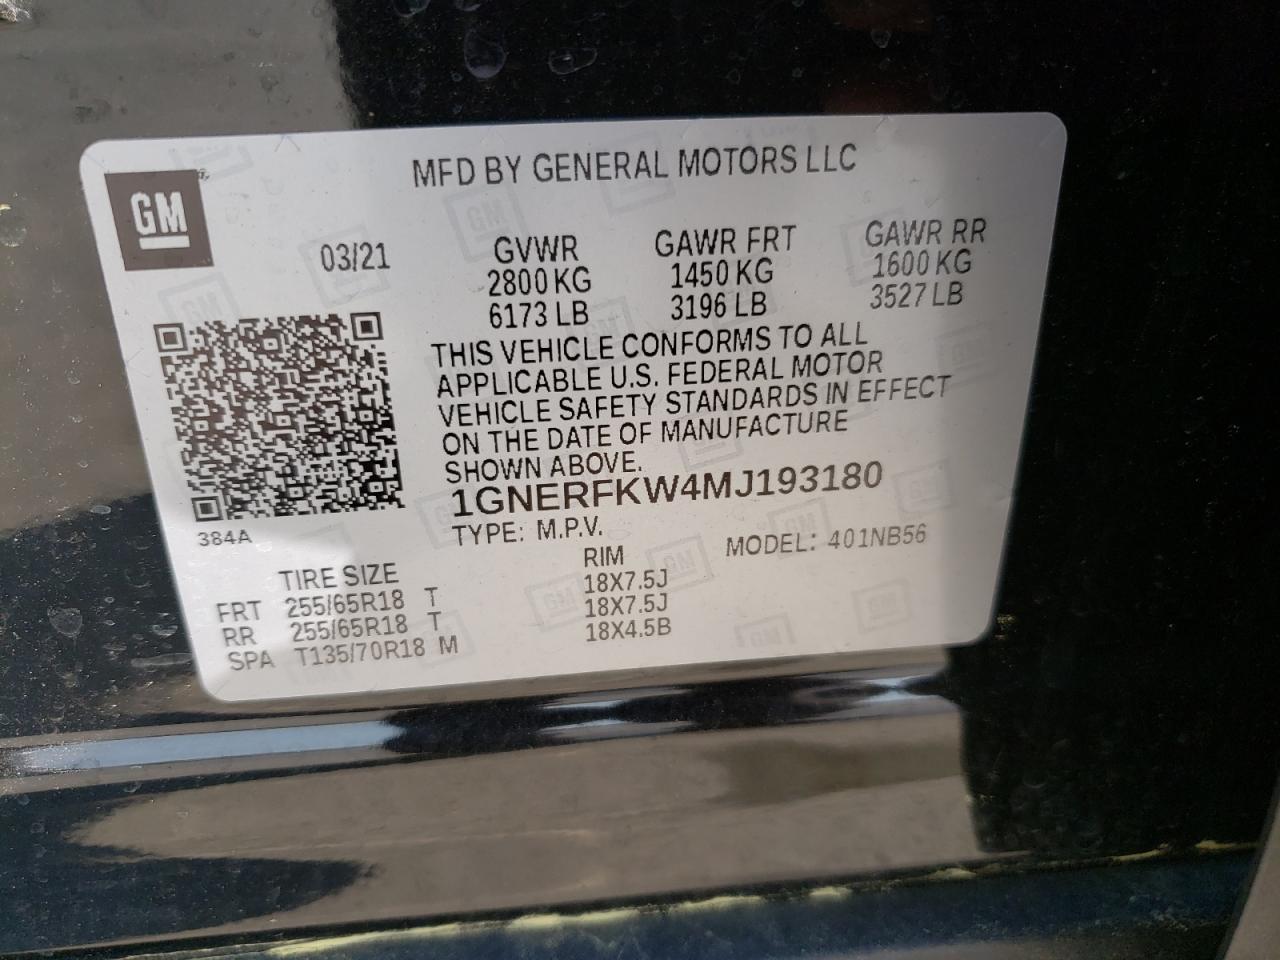 MFD BY GENERAL MOTORS LLC
GM
03/21
GVWR GAWR FRT GAWR RR
2800 KG 1450 KG 1600 KG
6173 LB 3196 LB 3527 LB
THIS VEHICLE CONFORMS TO ALL
APPLICABLE U.S. FEDERAL MOTOR
VEHICLE SAFETY STANDARDS IN EFFECT
ON THE DATE OF MANUFACTURE
SHOWN ABOVE.
1GNERFKW4MJ193180
384A
TYPE: M.P.V. MODEL: 401NB56
TIRE SIZE RIM
FRT 255/65R18 T 18X7.5J
RR 255/65R18 T 18X7.5J
SPA T135/70R18 M 18X4.5B